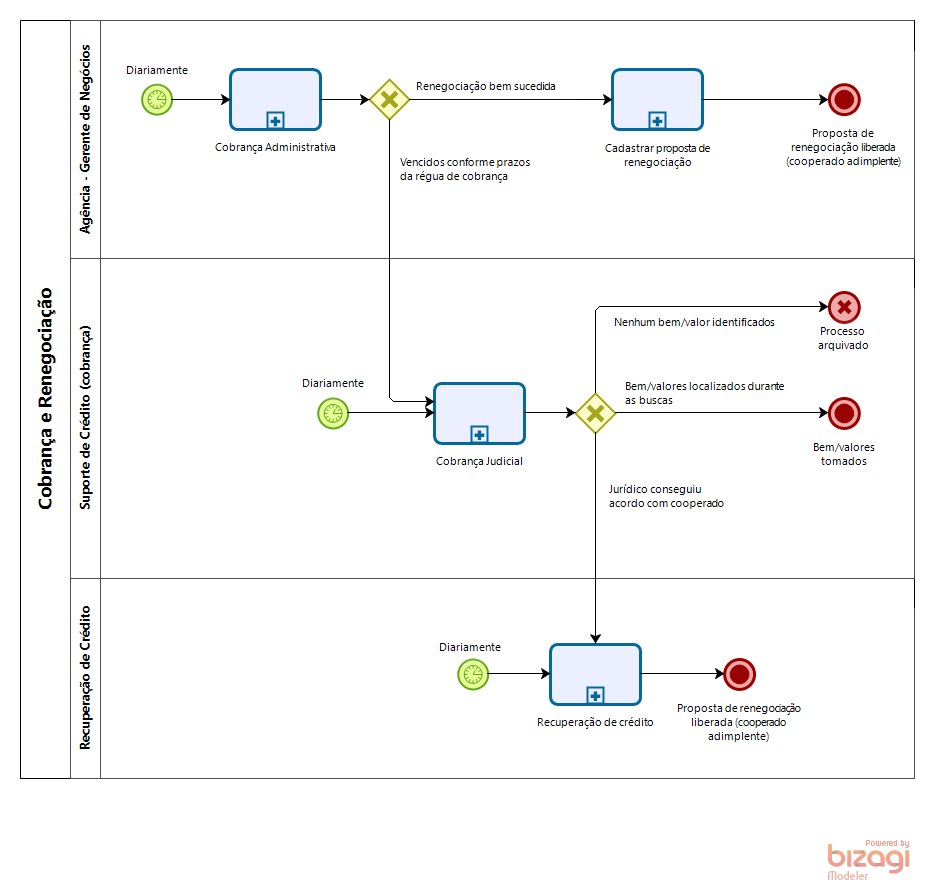 Cobrança e Renegociação
Agência - Gerente de Negócios
Diariamente
Cobrança Administrativa
Renegociação bem sucedida
Vencidos conforme prazos
da régua de cobrança
Cadastrar proposta de
renegociação
Proposta de
renegociação liberada
(cooperado adimplente)
Suporte de Crédito (cobrança)
Diariamente
Cobrança Judicial
Nenhum bem/valor identificados
Processo
arquivado
Bem/valores localizados durante
as buscas
Bem/valores
tomados
Jurídico conseguiu
acordo com cooperado
Recuperação de Crédito
Diariamente
Recuperação de crédito
Proposta de renegociação
liberada (cooperado
adimplente)
Powered by
bizagi
Modeler